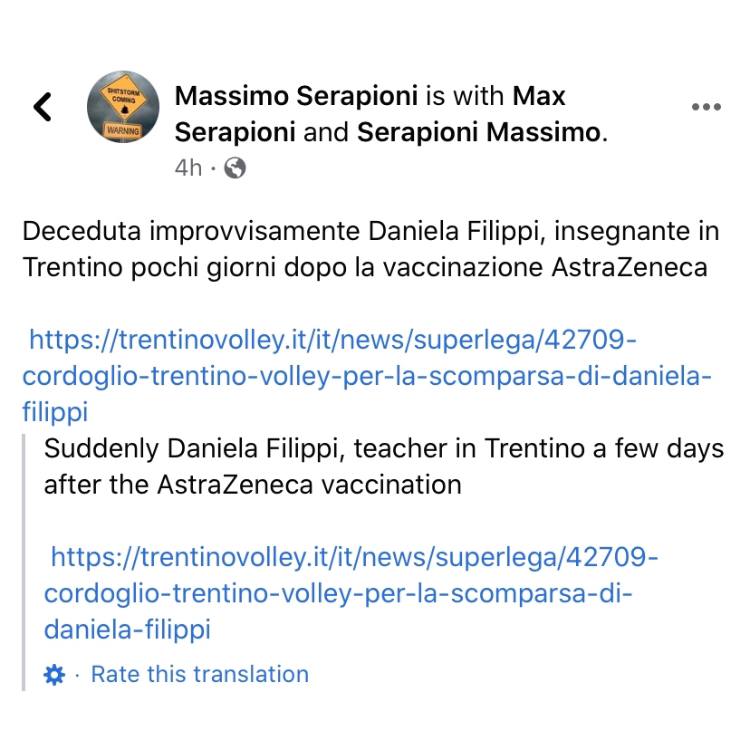 SHITSTORM
COMING
WARNING
Massimo Serapioni is with Max
Serapioni and Serapioni Massimo.
4h ·
Deceduta improvvisamente Daniela Filippi, insegnante in
Trentino pochi giorni dopo la vaccinazione AstraZeneca
https://trentinovolley.it/it/news/superlega/42709-
cordoglio-trentino-volley-per-la-scomparsa-di-daniela-
filippi
Suddenly Daniela Filippi, teacher in Trentino a few days
after the AstraZeneca vaccination
https://trentinovolley.it/it/news/superlega/42709-
cordoglio-trentino-volley-per-la-scomparsa-di-
daniela-filippi
· Rate this translation